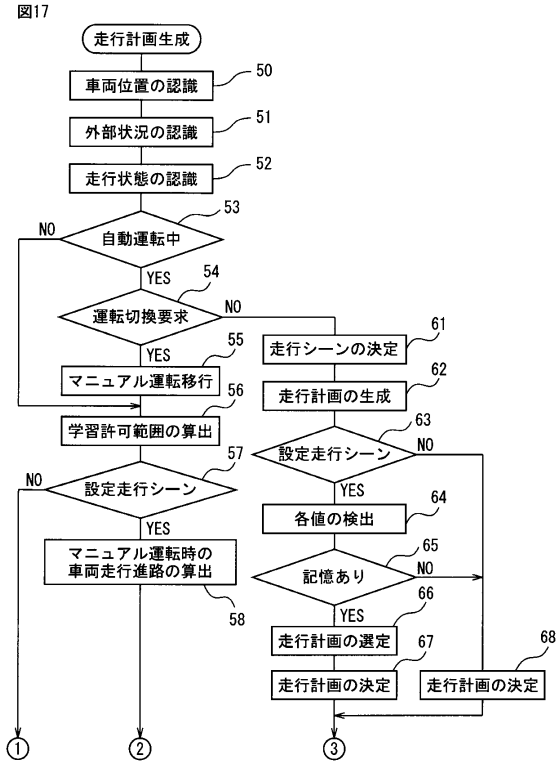 図17
走行計画生成
車両位置の認識
50
外部状況の認識
51
走行状態の認識
52
自動運転中
53
NO
YES
運転切換要求
54
NO
YES
マニュアル運転移行
55
学習許可範囲の算出
56
設定走行シーン
57
NO
YES
マニュアル運転時の
車両走行進路の算出
58
走行シーンの決定
61
走行計画の生成
62
設定走行シーン
63
NO
YES
各値の検出
64
記憶あり
65
NO
YES
走行計画の選定
66
走行計画の決定
67
走行計画の決定
68
1
2
3